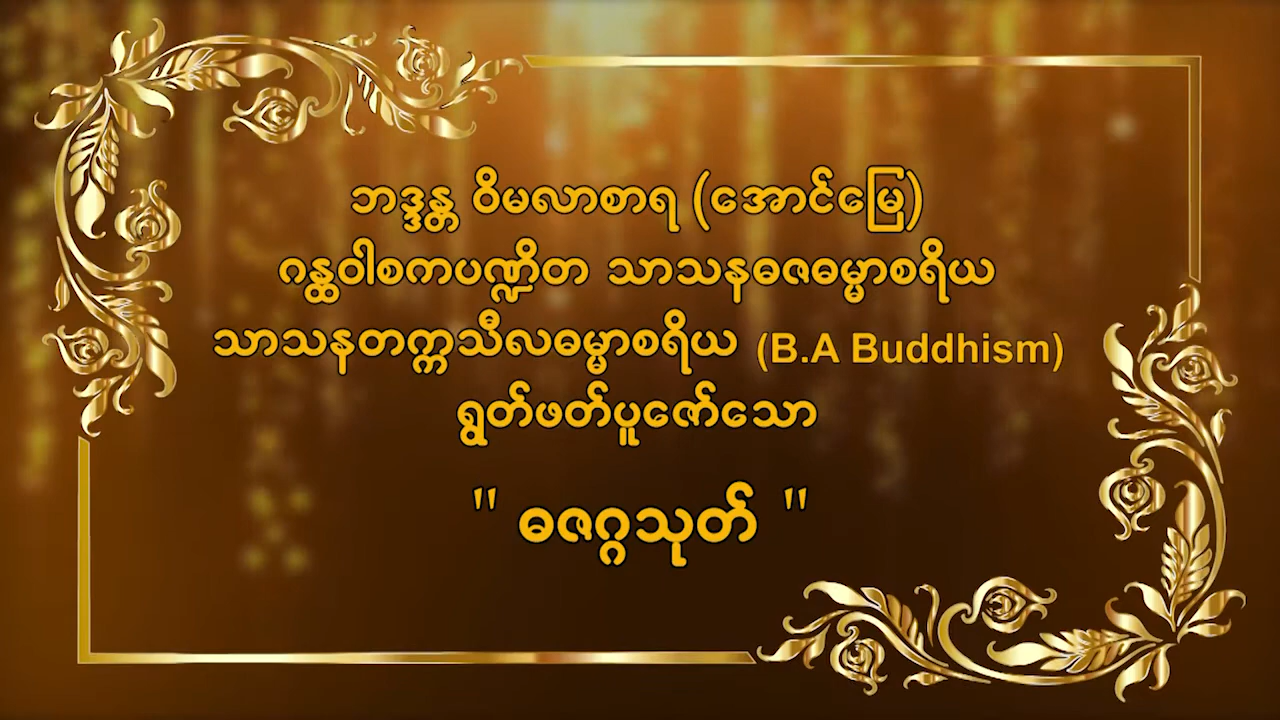 ဘဒ္ဒန္တ ဝိမလာစာရ (အောင်မြေ)
ဂန္ထဝါစကပဏ္ဍိတ သာသနဓဇဓမ္မာစရိယ
သာသနတက္ကသီလဓမ္မာစရိယ (B.A Buddhism)
ရွတ်ဖတ်ပူဇော်သော
" ဓဇဂ္ဂသုတ် "